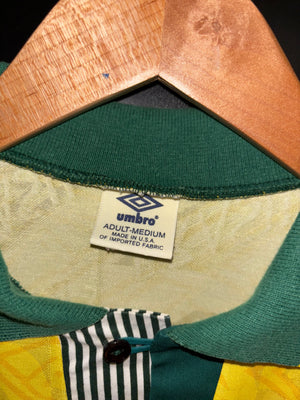 umbro
ADULT-MEDIUM
MADE IN U.S.A.
OF IMPORTED FABRIC